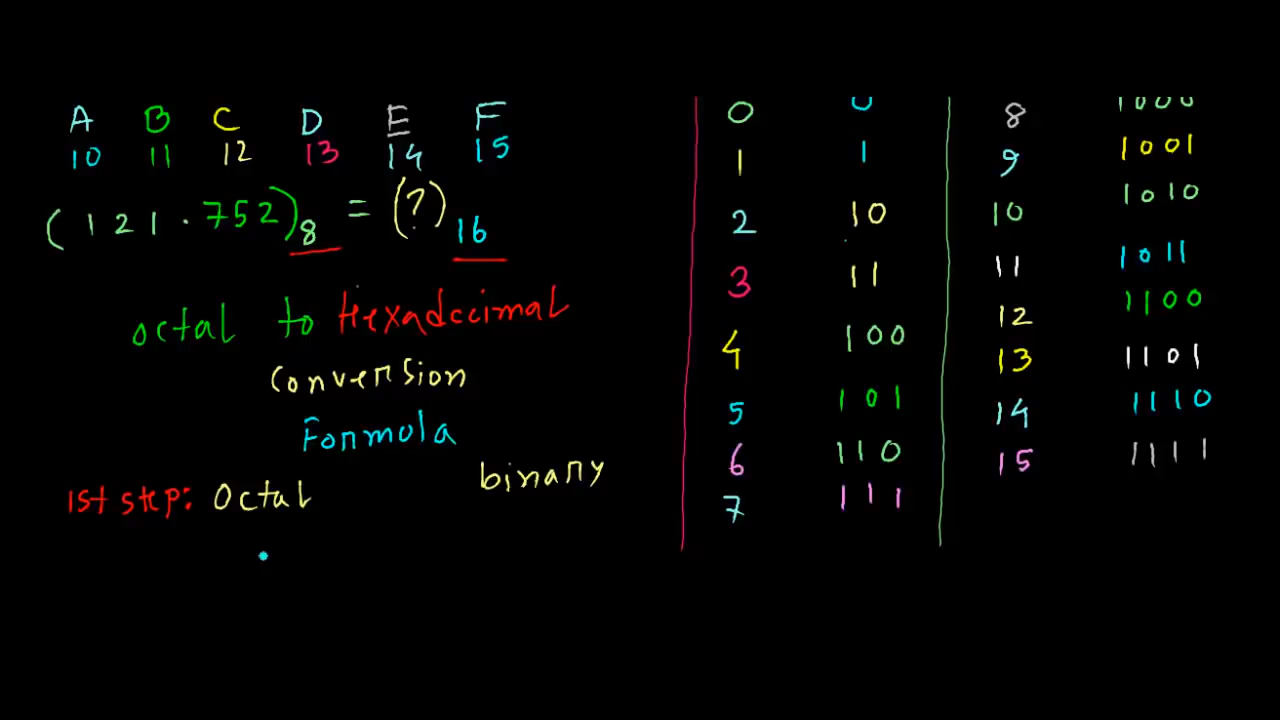 A B C D E F
10 11 12 13 14 15
(121.752)8 = (?)16
octal to Hexadecimal
Conversion
Formola
1st step: Octal binary
0 0
1 1
2 10
3 11
4 100
5 101
6 110
7 111
8 1000
9 1001
10 1010
11 1011
12 1100
13 1101
14 1110
15 1111